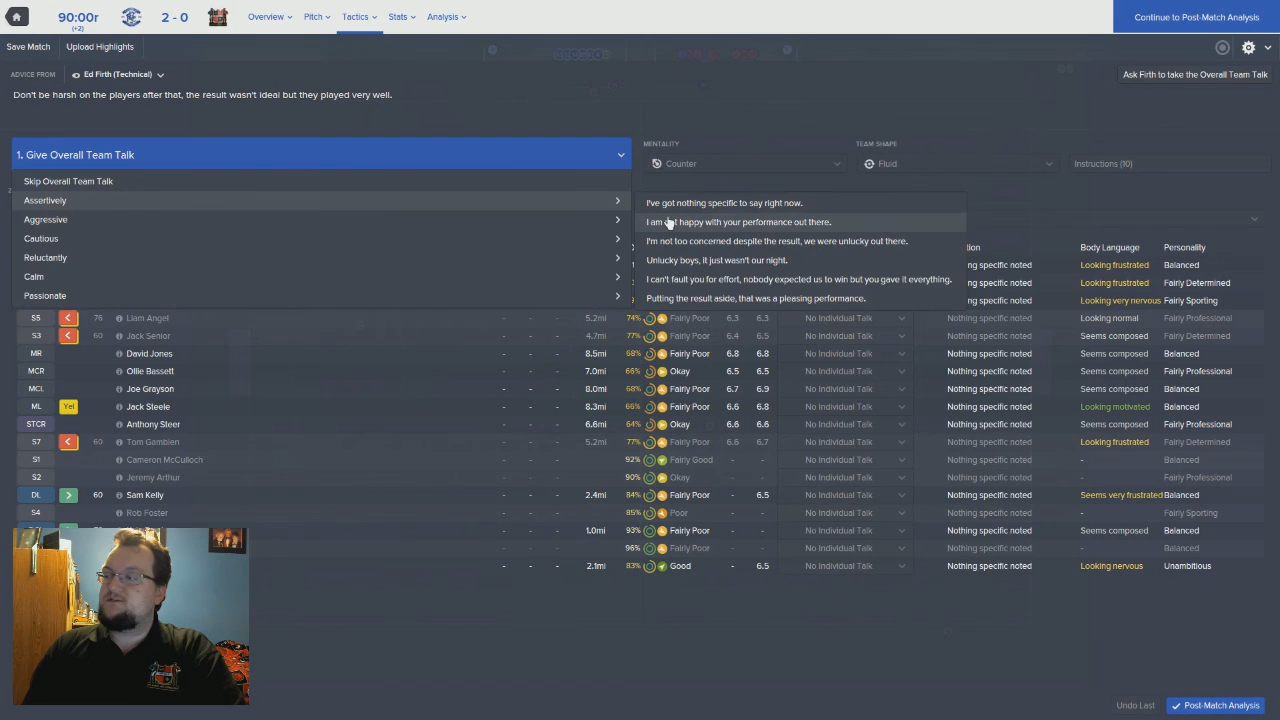 90:00r
(+2)
2 - 0
Overview
Pitch
Tactics
Stats
Analysis
Continue to Post-Match Analysis
Save Match
Upload Highlights
ADVICE FROM
Ed Firth (Technical)
Ask Firth to take the Overall Team Talk
Don't be harsh on the players after that, the result wasn't ideal but they played very well.
1. Give Overall Team Talk
MENTALITY
Counter
TEAM SHAPE
Fluid
Instructions (10)
Skip Overall Team Talk
Assertively
Aggressive
Cautious
Reluctantly
Calm
Passionate
I've got nothing specific to say right now.
I am not happy with your performance out there.
I'm not too concerned despite the result, we were unlucky out there.
Unlucky boys, it just wasn't our night.
I can't fault you for effort, nobody expected us to win but you gave it everything.
Putting the result aside, that was a pleasing performance.
Body Language Personality
Looking frustrated Balanced
Looking frustrated Fairly Determined
Looking very nervous Fairly Sporting
S5 76 Liam Angel - - - 5.2mi 74% Fairly Poor 6.3 6.3 No Individual Talk Nothing specific noted Looking normal Fairly Professional
S3 60 Jack Senior - - - 4.7mi 77% Fairly Poor 6.4 6.5 No Individual Talk Nothing specific noted Seems composed Fairly Determined
MR David Jones - - - 8.5mi 68% Fairly Poor 6.8 6.8 No Individual Talk Nothing specific noted Seems composed Balanced
MCR Ollie Bassett - - - 7.0mi 66% Okay 6.5 6.5 No Individual Talk Nothing specific noted Seems composed Fairly Professional
MCL Joe Grayson - - - 8.0mi 68% Fairly Poor 6.7 6.9 No Individual Talk Nothing specific noted Seems composed Balanced
ML Yel Jack Steele - - - 8.3mi 66% Fairly Poor 6.6 6.8 No Individual Talk Nothing specific noted Looking motivated Balanced
STCR Anthony Steer - - - 6.6mi 64% Okay 6.6 6.6 No Individual Talk Nothing specific noted Seems composed Fairly Professional
S7 60 Tom Gamblen - - - 5.2mi 77% Fairly Poor 6.6 6.7 No Individual Talk Nothing specific noted Looking frustrated Fairly Determined
S1 Cameron McCulloch - - - 92% Fairly Good - - No Individual Talk Nothing specific noted - Balanced
S2 Jeremy Arthur - - - 90% Okay - - No Individual Talk Nothing specific noted - Fairly Professional
DL 60 Sam Kelly - - - 2.4mi 84% Fairly Poor - 6.5 No Individual Talk Nothing specific noted Seems very frustrated Balanced
S4 Rob Foster - - - 85% Poor - - No Individual Talk Nothing specific noted - Fairly Sporting
- - - 1.0mi 93% Fairly Poor - - No Individual Talk Nothing specific noted Seems composed Balanced
- - - 96% Fairly Poor - - No Individual Talk Nothing specific noted - Balanced
- - - 2.1mi 83% Good - 6.5 No Individual Talk Nothing specific noted Looking nervous Unambitious
Undo Last
Post-Match Analysis